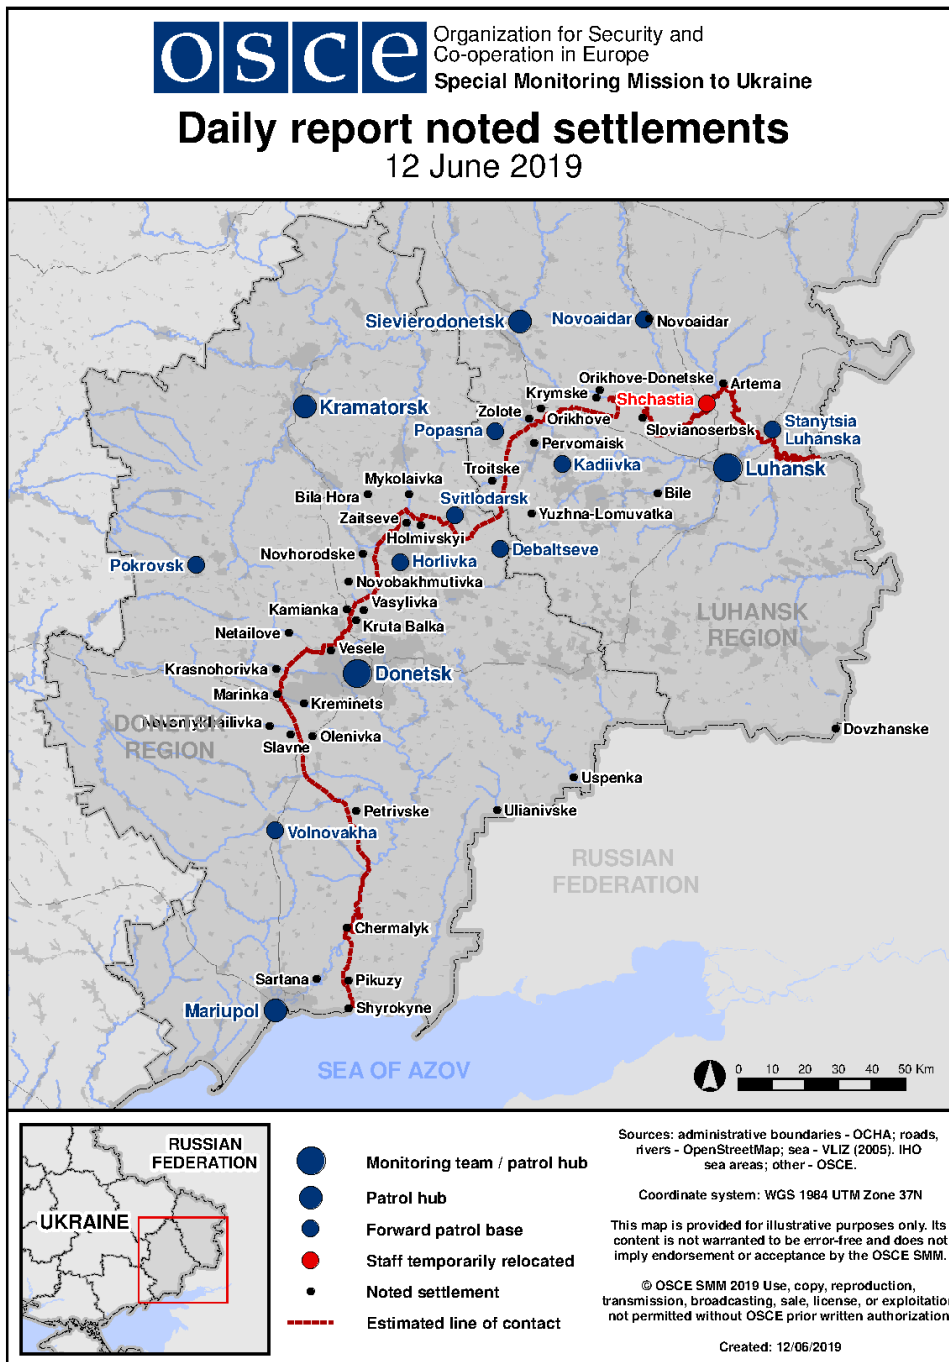 osce
Organization for Security and
Co-operation in Europe
Special Monitoring Mission to Ukraine
Daily report noted settlements
12 June 2019
Sievierodonetsk
Novoaidar
Novoaidar
Orikhove-Donetske
Artema
Krymske
Shchastia
Kramatorsk
Zolote
Orikhove
Slovianoserbsk
Stanytsia
Luhanska
Popasna
Pervomaisk
Kadiivka
Luhansk
Troitske
Mykolaivka
Bila Hora
Svitlodarsk
Bile
Zaitseve
Yuzhna-Lomuvatka
Holmivskyi
Novhorodske
Debaltseve
Horlivka
Pokrovsk
Novobakhmutivka
Kamianka
Vasylivka
Kruta Balka
LUHANSK
REGION
Netailove
Vesele
Krasnohorivka
Donetsk
Marinka
Kreminets
Novomykhailivka
DONETSK
REGION
Slavne
Olenivka
Dovzhanske
Uspenka
Petrivske
Ulianivske
Volnovakha
RUSSIAN
FEDERATION
Chermalyk
Sartana
Pikuzy
Mariupol
Shyrokyne
SEA OF AZOV
0 10 20 30 40 50 Km
RUSSIAN
FEDERATION
UKRAINE
Monitoring team / patrol hub
Patrol hub
Forward patrol base
Staff temporarily relocated
Noted settlement
Estimated line of contact
Sources: administrative boundaries - OCHA; roads,
rivers - OpenStreetMap; sea - VLIZ (2005). IHO
sea areas; other - OSCE.
Coordinate system: WGS 1984 UTM Zone 37N
This map is provided for illustrative purposes only. Its
content is not warranted to be error-free and does not
imply endorsement or acceptance by the OSCE SMM.
© OSCE SMM 2019 Use, copy, reproduction,
transmission, broadcasting, sale, license, or exploitation
not permitted without OSCE prior written authorization
Created: 12/06/2019